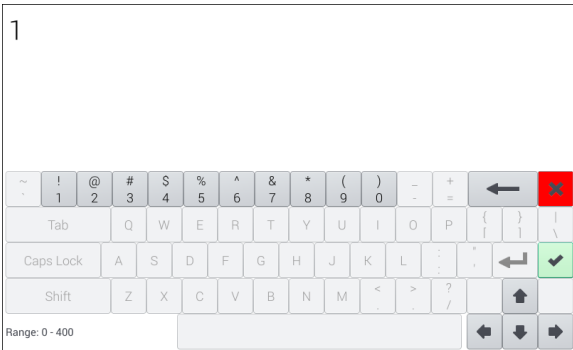 1
~ ! @ # $ % ^ & * ( ) _ +
` 1 2 3 4 5 6 7 8 9 0 - =
Tab Q W E R T Y U I O P { } |
[ ] \
Caps Lock A S D F G H J K L : "
; '
Shift Z X C V B N M < > ?
, . /
Range: 0 - 400